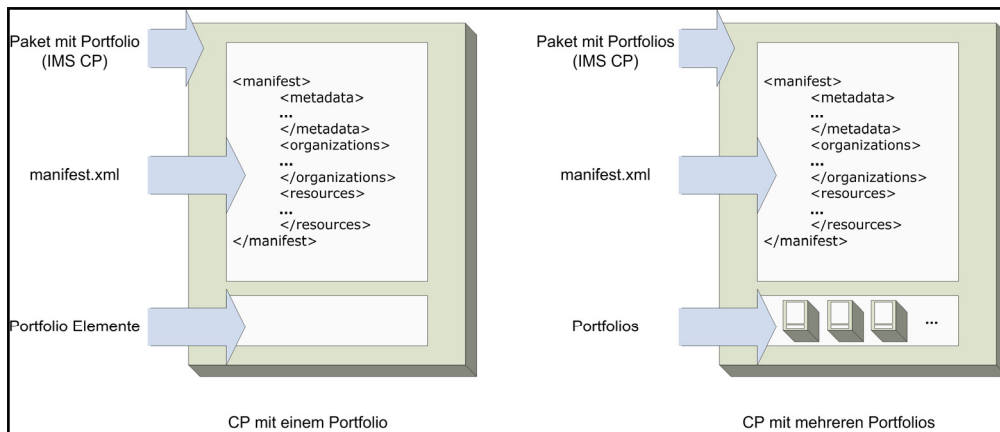 Paket mit Portfolio
(IMS CP)
<manifest>
<metadata>
...
</metadata>
<organizations>
...
</organizations>
<resources>
...
</resources>
</manifest>
manifest.xml
Portfolio Elemente
CP mit einem Portfolio
Paket mit Portfolios
(IMS CP)
<manifest>
<metadata>
...
</metadata>
<organizations>
...
</organizations>
<resources>
...
</resources>
</manifest>
manifest.xml
Portfolios
...
CP mit mehreren Portfolios